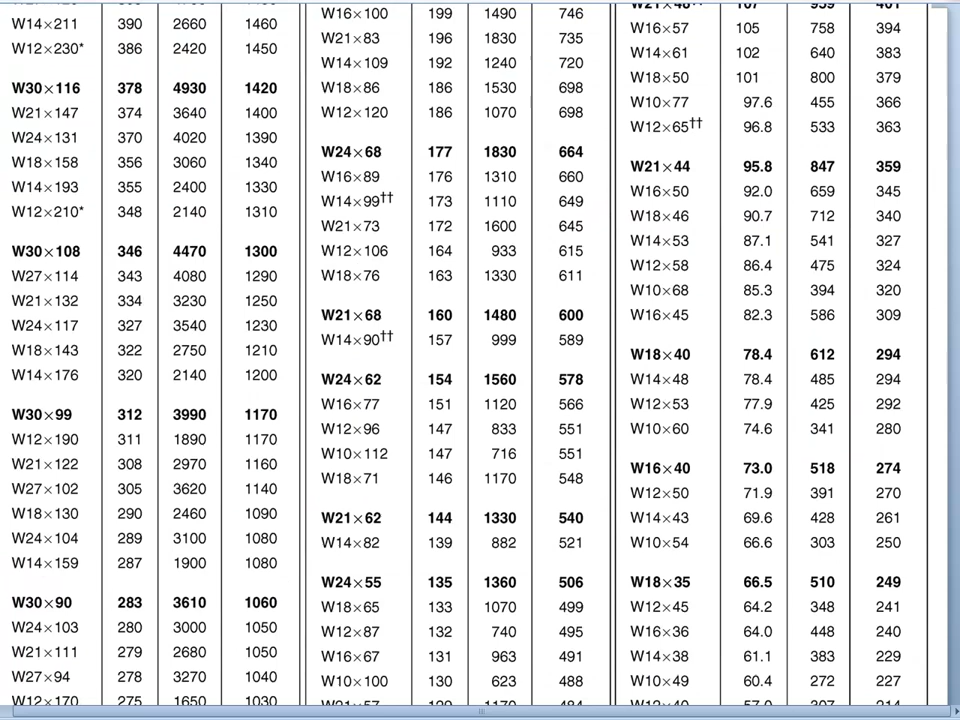 W14×211 390 2660 1460
W12×230* 386 2420 1450
W30×116 378 4930 1420
W21×147 374 3640 1400
W24×131 370 4020 1390
W18×158 356 3060 1340
W14×193 355 2400 1330
W12×210* 348 2140 1310
W30×108 346 4470 1300
W27×114 343 4080 1290
W21×132 334 3230 1250
W24×117 327 3540 1230
W18×143 322 2750 1210
W14×176 320 2140 1200
W30×99 312 3990 1170
W12×190 311 1890 1170
W21×122 308 2970 1160
W27×102 305 3620 1140
W18×130 290 2460 1090
W24×104 289 3100 1080
W14×159 287 1900 1080
W30×90 283 3610 1060
W24×103 280 3000 1050
W21×111 279 2680 1050
W27×94 278 3270 1040
W12×170 275 1650 1030
W16×100 199 1490 746
W21×83 196 1830 735
W14×109 192 1240 720
W18×86 186 1530 698
W12×120 186 1070 698
W24×68 177 1830 664
W16×89 176 1310 660
W14×99†† 173 1110 649
W21×73 172 1600 645
W12×106 164 933 615
W18×76 163 1330 611
W21×68 160 1480 600
W14×90†† 157 999 589
W24×62 154 1560 578
W16×77 151 1120 566
W12×96 147 833 551
W10×112 147 716 551
W18×71 146 1170 548
W21×62 144 1330 540
W14×82 139 882 521
W24×55 135 1360 506
W18×65 133 1070 499
W12×87 132 740 495
W16×67 131 963 491
W10×100 130 623 488
W21×57 129 1170 484
W21×48†† 107 959 401
W16×57 105 758 394
W14×61 102 640 383
W18×50 101 800 379
W10×77 97.6 455 366
W12×65†† 96.8 533 363
W21×44 95.8 847 359
W16×50 92.0 659 345
W18×46 90.7 712 340
W14×53 87.1 541 327
W12×58 86.4 475 324
W10×68 85.3 394 320
W16×45 82.3 586 309
W18×40 78.4 612 294
W14×48 78.4 485 294
W12×53 77.9 425 292
W10×60 74.6 341 280
W16×40 73.0 518 274
W12×50 71.9 391 270
W14×43 69.6 428 261
W10×54 66.6 303 250
W18×35 66.5 510 249
W12×45 64.2 348 241
W16×36 64.0 448 240
W14×38 61.1 383 229
W10×49 60.4 272 227
W12×40 57.0 307 214